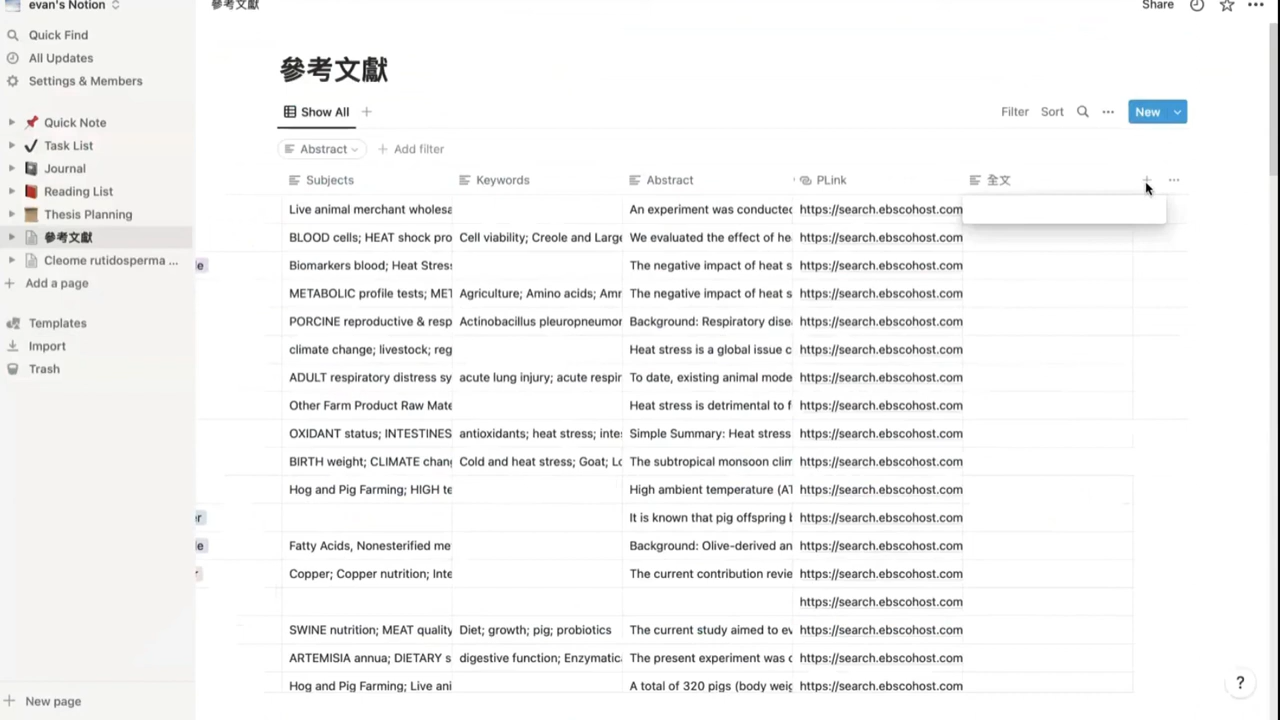 evan's Notion
參考文獻
Share
Quick Find
All Updates
Settings & Members
Quick Note
Task List
Journal
Reading List
Thesis Planning
參考文獻
Cleome rutidosperma ...
Add a page
Templates
Import
Trash
New page
參考文獻
Show All
Filter Sort
New
Abstract
Add filter
Subjects Keywords Abstract PLink 全文
Live animal merchant wholesa An experiment was conducted https://search.ebscohost.com
BLOOD cells; HEAT shock pro Cell viability; Creole and Large We evaluated the effect of he https://search.ebscohost.com
le Biomarkers blood; Heat Stress The negative impact of heat s https://search.ebscohost.com
METABOLIC profile tests; MET Agriculture; Amino acids; Amr The negative impact of heat s https://search.ebscohost.com
PORCINE reproductive & resp Actinobacillus pleuropneumor Background: Respiratory dise https://search.ebscohost.com
climate change; livestock; reg Heat stress is a global issue c https://search.ebscohost.com
ADULT respiratory distress sy acute lung injury; acute respir To date, existing animal mode https://search.ebscohost.com
Other Farm Product Raw Mate Heat stress is detrimental to f https://search.ebscohost.com
OXIDANT status; INTESTINES antioxidants; heat stress; inte Simple Summary: Heat stress https://search.ebscohost.com
BIRTH weight; CLIMATE chang Cold and heat stress; Goat; Lo The subtropical monsoon clim https://search.ebscohost.com
Hog and Pig Farming; HIGH te High ambient temperature (AT https://search.ebscohost.com
er It is known that pig offspring b https://search.ebscohost.com
le Fatty Acids, Nonesterified me Background: Olive-derived an https://search.ebscohost.com
r Copper; Copper nutrition; Inte The current contribution revie https://search.ebscohost.com
https://search.ebscohost.com
SWINE nutrition; MEAT quality Diet; growth; pig; probiotics The current study aimed to ev https://search.ebscohost.com
ARTEMISIA annua; DIETARY s digestive function; Enzymatic The present experiment was c https://search.ebscohost.com
Hog and Pig Farming; Live ani A total of 320 pigs (body weig https://search.ebscohost.com
?